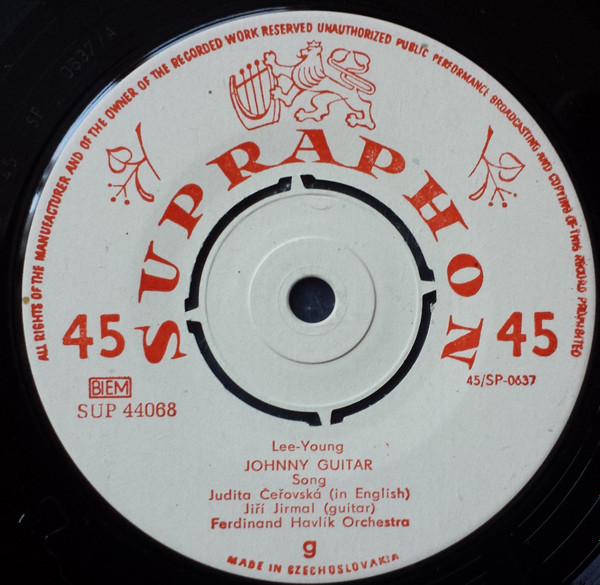 ALL RIGHTS OF THE MANUFACTURER AND OF THE OWNER OF THE RECORDED WORK RESERVED UNAUTHORIZED PUBLIC PERFORMANCE BROADCASTING AND COPYING OF THIS RECORD PROHIBITED
SUPRAPHON
45 45
45/SP-0637
BIEM
SUP 44068
Lee-Young
JOHNNY GUITAR
Song
Judita Čeřovská (in English)
Jiří Jirmal (guitar)
Ferdinand Havlík Orchestra
g
MADE IN CZECHOSLOVAKIA